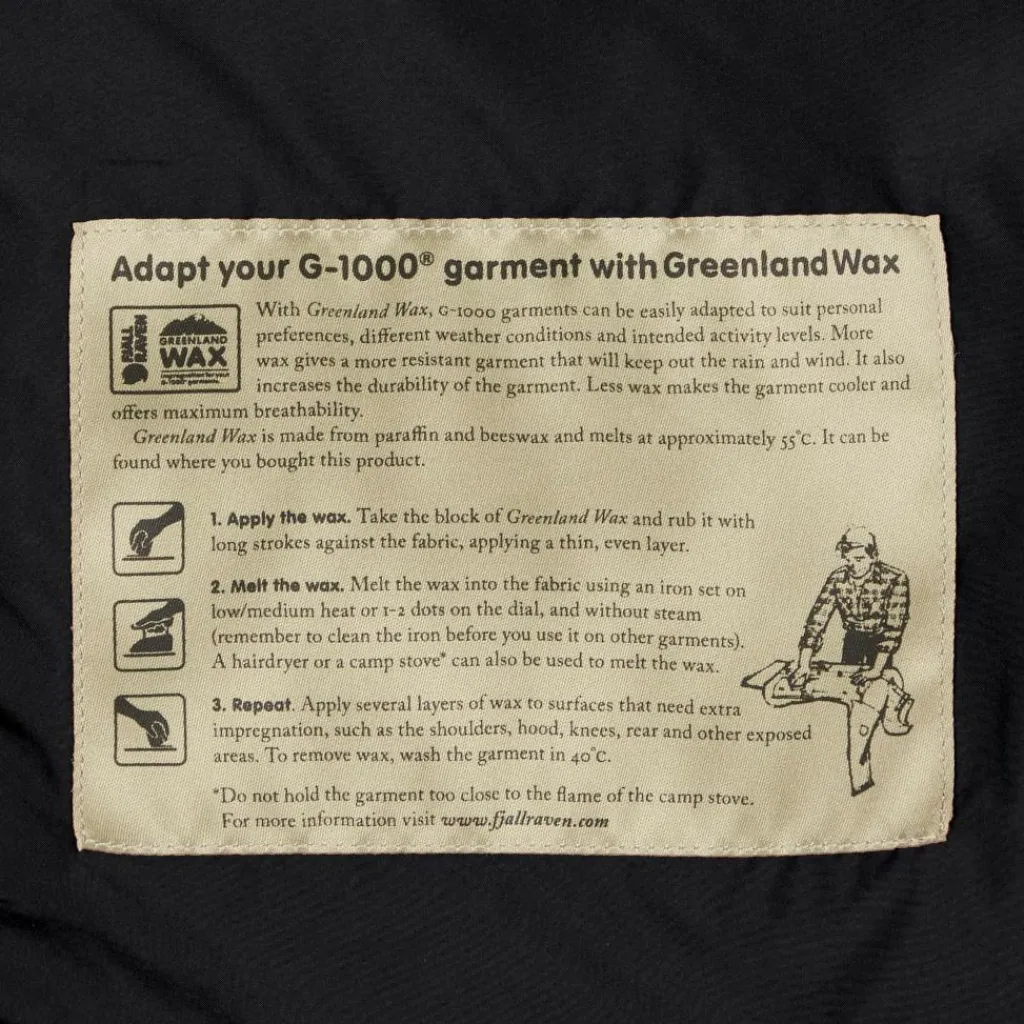 Adapt your G-1000® garment with Greenland Wax
FJÄLL
RÄVEN
GREENLAND
WAX
impregnation for your
G-1000® garments.
With Greenland Wax, G-1000 garments can be easily adapted to suit personal
preferences, different weather conditions and intended activity levels. More
wax gives a more resistant garment that will keep out the rain and wind. It also
increases the durability of the garment. Less wax makes the garment cooler and
offers maximum breathability.
Greenland Wax is made from paraffin and beeswax and melts at approximately 55°C. It can be
found where you bought this product.
1. Apply the wax. Take the block of Greenland Wax and rub it with
long strokes against the fabric, applying a thin, even layer.
2. Melt the wax. Melt the wax into the fabric using an iron set on
low/medium heat or 1-2 dots on the dial, and without steam
(remember to clean the iron before you use it on other garments).
A hairdryer or a camp stove* can also be used to melt the wax.
3. Repeat. Apply several layers of wax to surfaces that need extra
impregnation, such as the shoulders, hood, knees, rear and other exposed
areas. To remove wax, wash the garment in 40°C.
*Do not hold the garment too close to the flame of the camp stove.
For more information visit www.fjallraven.com